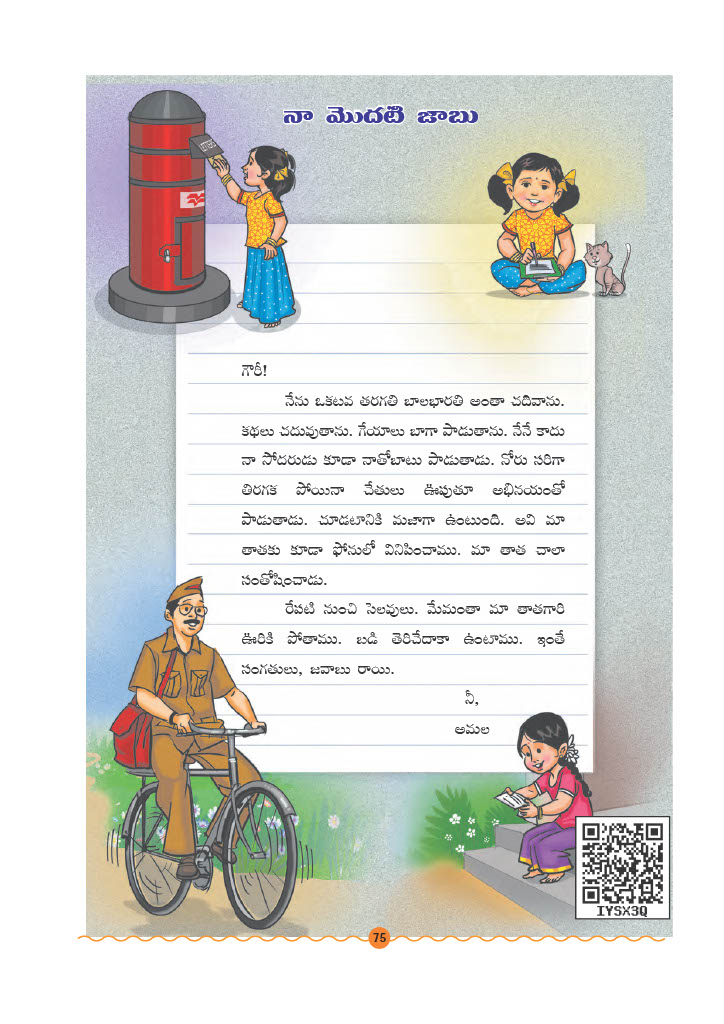 నా మొదటి జాబు
LETTERS
గౌరీ!
నేను ఒకటవ తరగతి బాలభారతి అంతా చదివాను.
కథలు చదువుతాను. గేయాలు బాగా పాడుతాను. నేనే కాదు
నా సోదరుడు కూడా నాతోబాటు పాడుతాడు. నోరు సరిగా
తిరగక పోయినా చేతులు ఊపుతూ అభినయంతో
పాడుతాడు. చూడటానికి మజాగా ఉంటుంది. అవి మా
తాతకు కూడా ఫోనులో వినిపించాము. మా తాత చాలా
సంతోషించాడు.
రేపటి నుంచి సెలవులు. మేమంతా మా తాతగారి
ఊరికి పోతాము. బడి తెరిచేదాకా ఉంటాము. ఇంతే
సంగతులు, జవాబు రాయి.
నీ,
అమల
IYSX3Q
75